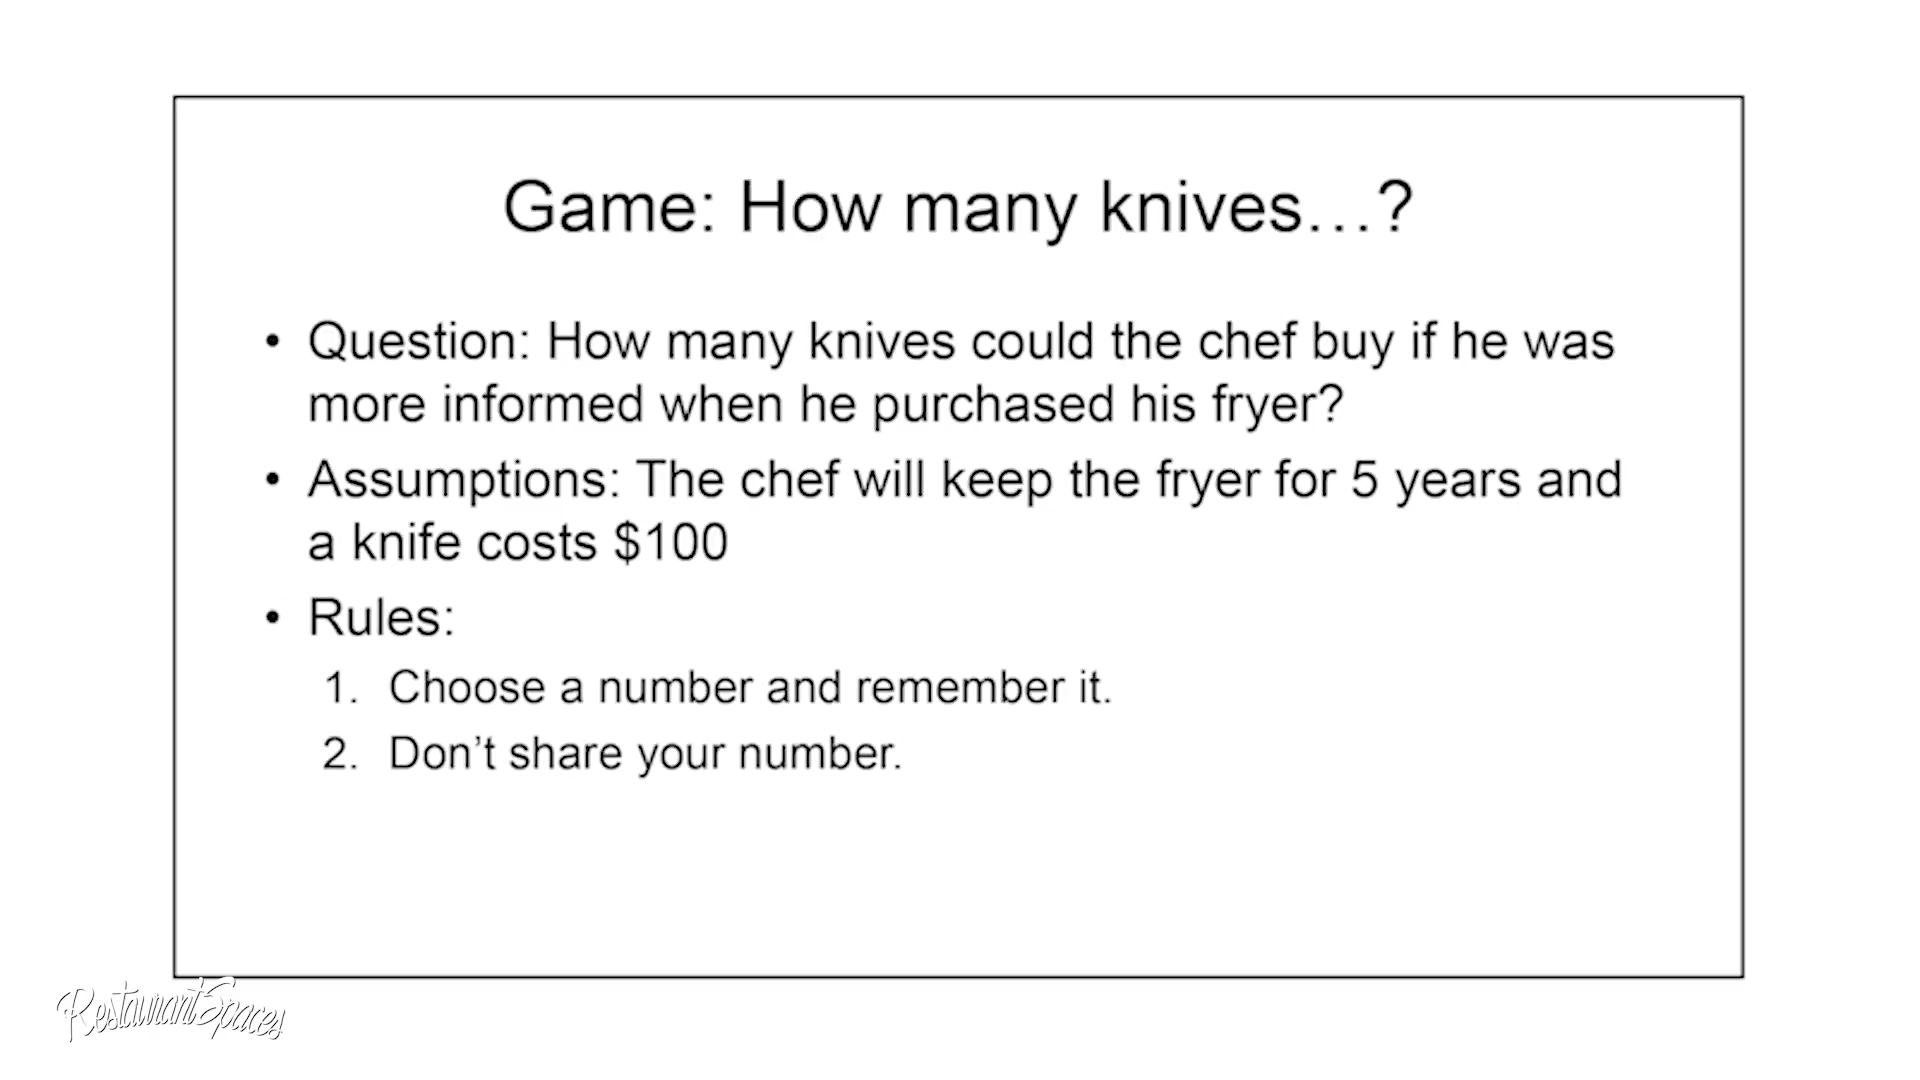 Game: How many knives…?
• Question: How many knives could the chef buy if he was
more informed when he purchased his fryer?
• Assumptions: The chef will keep the fryer for 5 years and
a knife costs $100
• Rules:
1. Choose a number and remember it.
2. Don’t share your number.
RestaurantSpaces